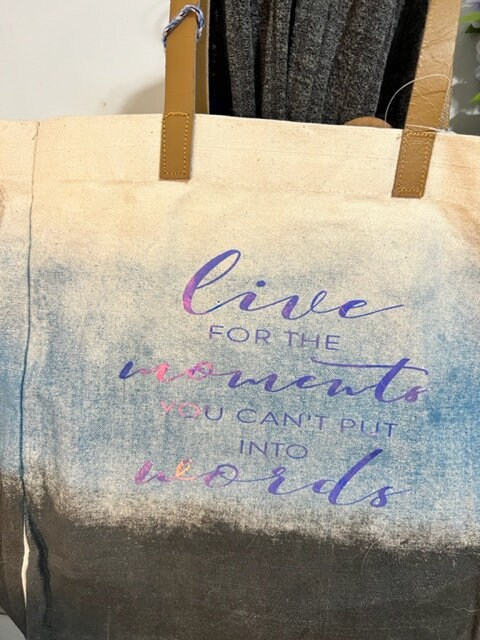 live
FOR THE
moments
YOU CAN'T PUT
INTO
words